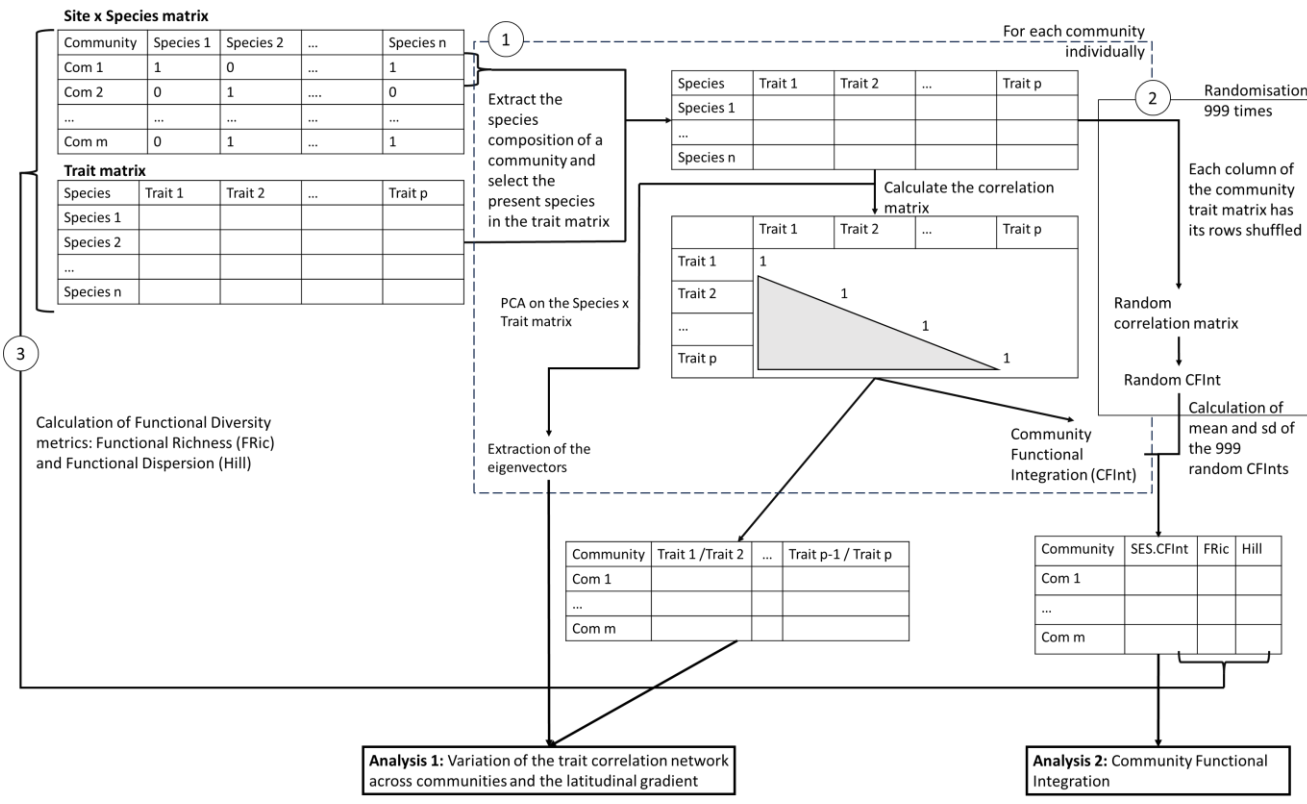 Site x Species matrix
Community Species 1 Species 2 ... Species n
Com 1 1 0 ... 1
Com 2 0 1 .... 0
... ... ... ... ...
Com m 0 1 ... 1
Trait matrix
Species Trait 1 Trait 2 ... Trait p
Species 1
Species 2
...
Species n
1
Extract the
species
composition of a
community and
select the
present species
in the trait matrix
For each community
individually
Species Trait 1 Trait 2 ... Trait p
Species 1
...
Species n
2
Randomisation
999 times
Each column of
the community
trait matrix has
its rows shuffled
Calculate the correlation
matrix
Trait 1 Trait 2 ... Trait p
Trait 1 1
Trait 2 1
... 1
Trait p 1
PCA on the Species x
Trait matrix
Random
correlation matrix
Random CFInt
Calculation of
mean and sd of
the 999
random CFInts
3
Calculation of Functional Diversity
metrics: Functional Richness (FRic)
and Functional Dispersion (Hill)
Extraction of the
eigenvectors
Community
Functional
Integration (CFInt)
Community Trait 1 /Trait 2 ... Trait p-1 / Trait p
Com 1
...
Com m
Community SES.CFInt FRic Hill
Com 1
...
Com m
Analysis 1: Variation of the trait correlation network
across communities and the latitudinal gradient
Analysis 2: Community Functional
Integration